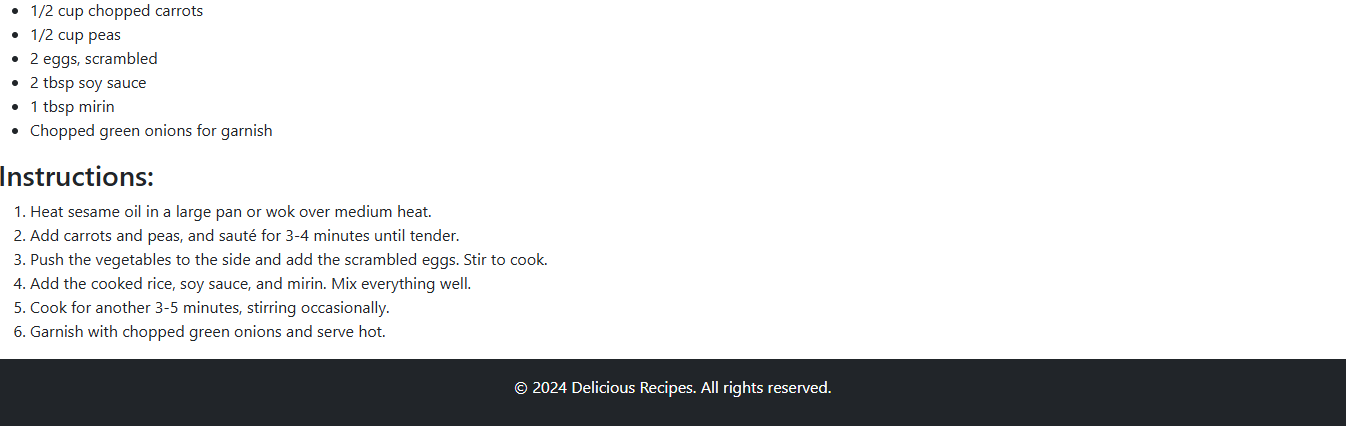 1/2 cup chopped carrots
1/2 cup peas
2 eggs, scrambled
2 tbsp soy sauce
1 tbsp mirin
Chopped green onions for garnish
Instructions:
1. Heat sesame oil in a large pan or wok over medium heat.
2. Add carrots and peas, and sauté for 3-4 minutes until tender.
3. Push the vegetables to the side and add the scrambled eggs. Stir to cook.
4. Add the cooked rice, soy sauce, and mirin. Mix everything well.
5. Cook for another 3-5 minutes, stirring occasionally.
6. Garnish with chopped green onions and serve hot.
© 2024 Delicious Recipes. All rights reserved.